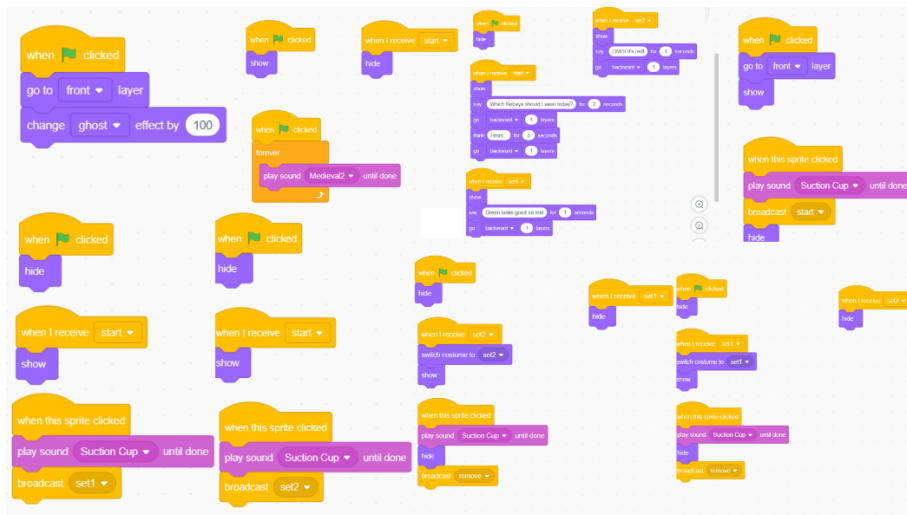 when clicked
go to front layer
change ghost effect by 100
when clicked
show
when I receive start
hide
when clicked
forever
play sound Medieval2 until done
when clicked
hide
when I receive start
show
say Which Kebaya should I wear today? for 2 seconds
go backward 1 layers
think Hmm.. for 3 seconds
go backward 1 layers
when I receive set1
show
say Green looks good on me! for 1 seconds
go backward 1 layers
when I receive set2
show
say OMG! It's red! for 1 seconds
go backward 1 layers
when clicked
go to front layer
show
when this sprite clicked
play sound Suction Cup until done
broadcast start
hide
when clicked
hide
when I receive start
show
when this sprite clicked
play sound Suction Cup until done
broadcast set1
when clicked
hide
when I receive start
show
when this sprite clicked
play sound Suction Cup until done
broadcast set2
when clicked
hide
when I receive set2
switch costume to set2
show
when this sprite clicked
play sound Suction Cup until done
hide
broadcast remove
when I receive set1
hide
when clicked
hide
when I receive set1
switch costume to set1
show
when this sprite clicked
play sound Suction Cup until done
hide
broadcast remove
when I receive set2
hide